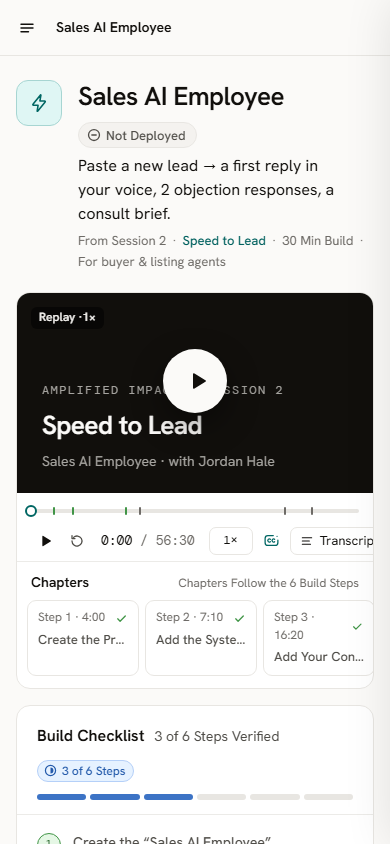 Sales AI Employee
Sales AI Employee
Not Deployed
Paste a new lead → a first reply in
your voice, 2 objection responses, a
consult brief.
From Session 2 · Speed to Lead · 30 Min Build ·
For buyer & listing agents
Replay · 1×
AMPLIFIED SESSION 2
Speed to Lead
Sales AI Employee · with Jordan Hale
0:00 / 56:30
1×
CC
Chapters
Chapters Follow the 6 Build Steps
Step 1 · 4:00
Create the Pr...
Step 2 · 7:10
Add the Syste...
Step 3 ·
16:20
Add Your Con...
Build Checklist
3 of 6 Steps Verified
3 of 6 Steps
1
Create the “Sales AI Employee”